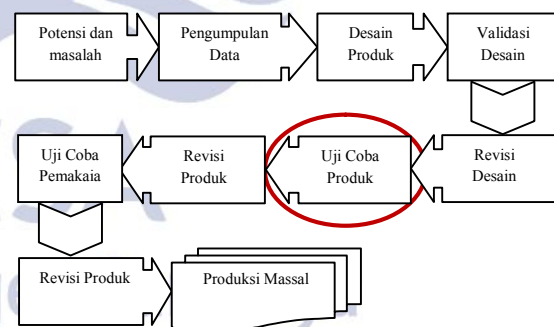 Potensi dan
masalah
Pengumpulan
Data
Desain
Produk
Validasi
Desain
Revisi
Desain
Uji Coba
Produk
Revisi
Produk
Uji Coba
Pemakaia
Revisi Produk
Produksi Massal